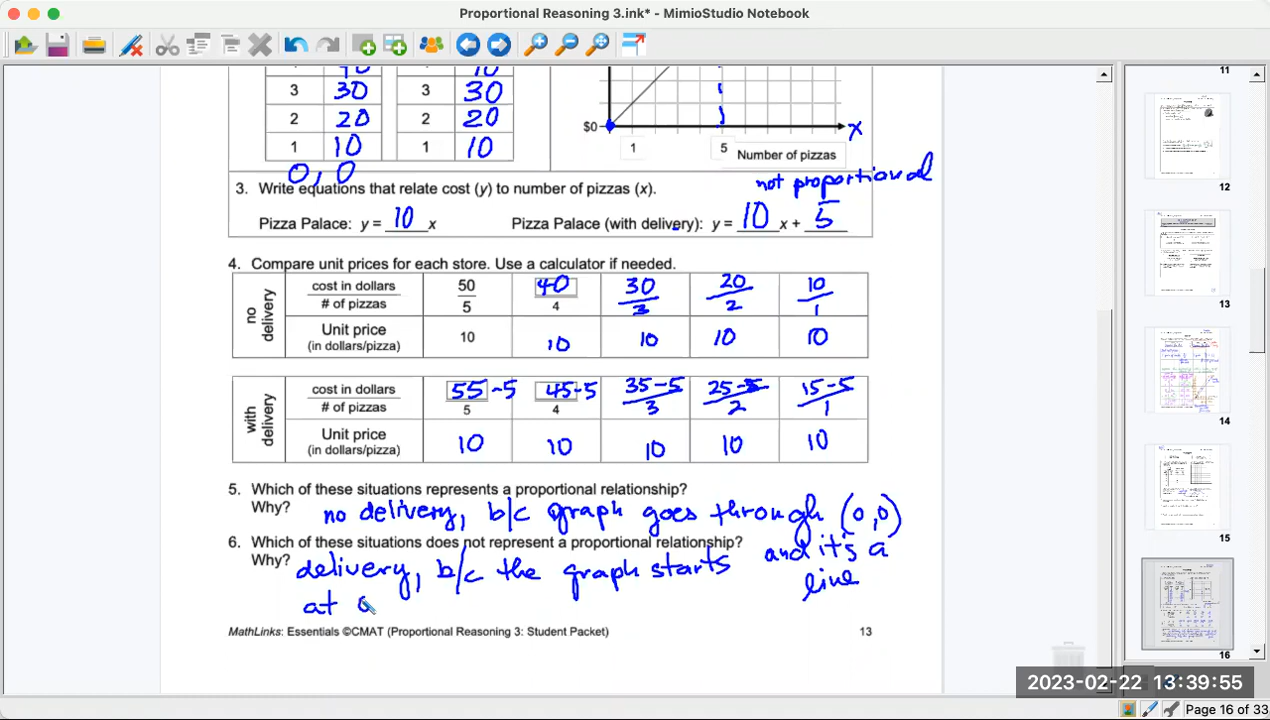 Proportional Reasoning 3.ink* - MimioStudio Notebook
3 30 3 30
2 20 2 20
1 10 1 10
0, 0
$0 x
1 5 Number of pizzas
not proportional
3. Write equations that relate cost (y) to number of pizzas (x).
Pizza Palace: y = 10 x Pizza Palace (with delivery): y = 10 x + 5
4. Compare unit prices for each store. Use a calculator if needed.
no delivery
cost in dollars 50 40 30 20 10
# of pizzas 5 4 3 2 1
Unit price (in dollars/pizza) 10 10 10 10 10
with delivery
cost in dollars 55-5 45-5 35-5 25-5 15-5
# of pizzas 5 4 3 2 1
Unit price (in dollars/pizza) 10 10 10 10 10
5. Which of these situations represents a proportional relationship?
Why? no delivery, b/c graph goes through (0,0)
and it's a
line
6. Which of these situations does not represent a proportional relationship?
Why? delivery, b/c the graph starts
at
MathLinks: Essentials ©CMAT (Proportional Reasoning 3: Student Packet) 13
11
12
13
14
15
16
2023-02-22 13:39:55
Page 16 of 33